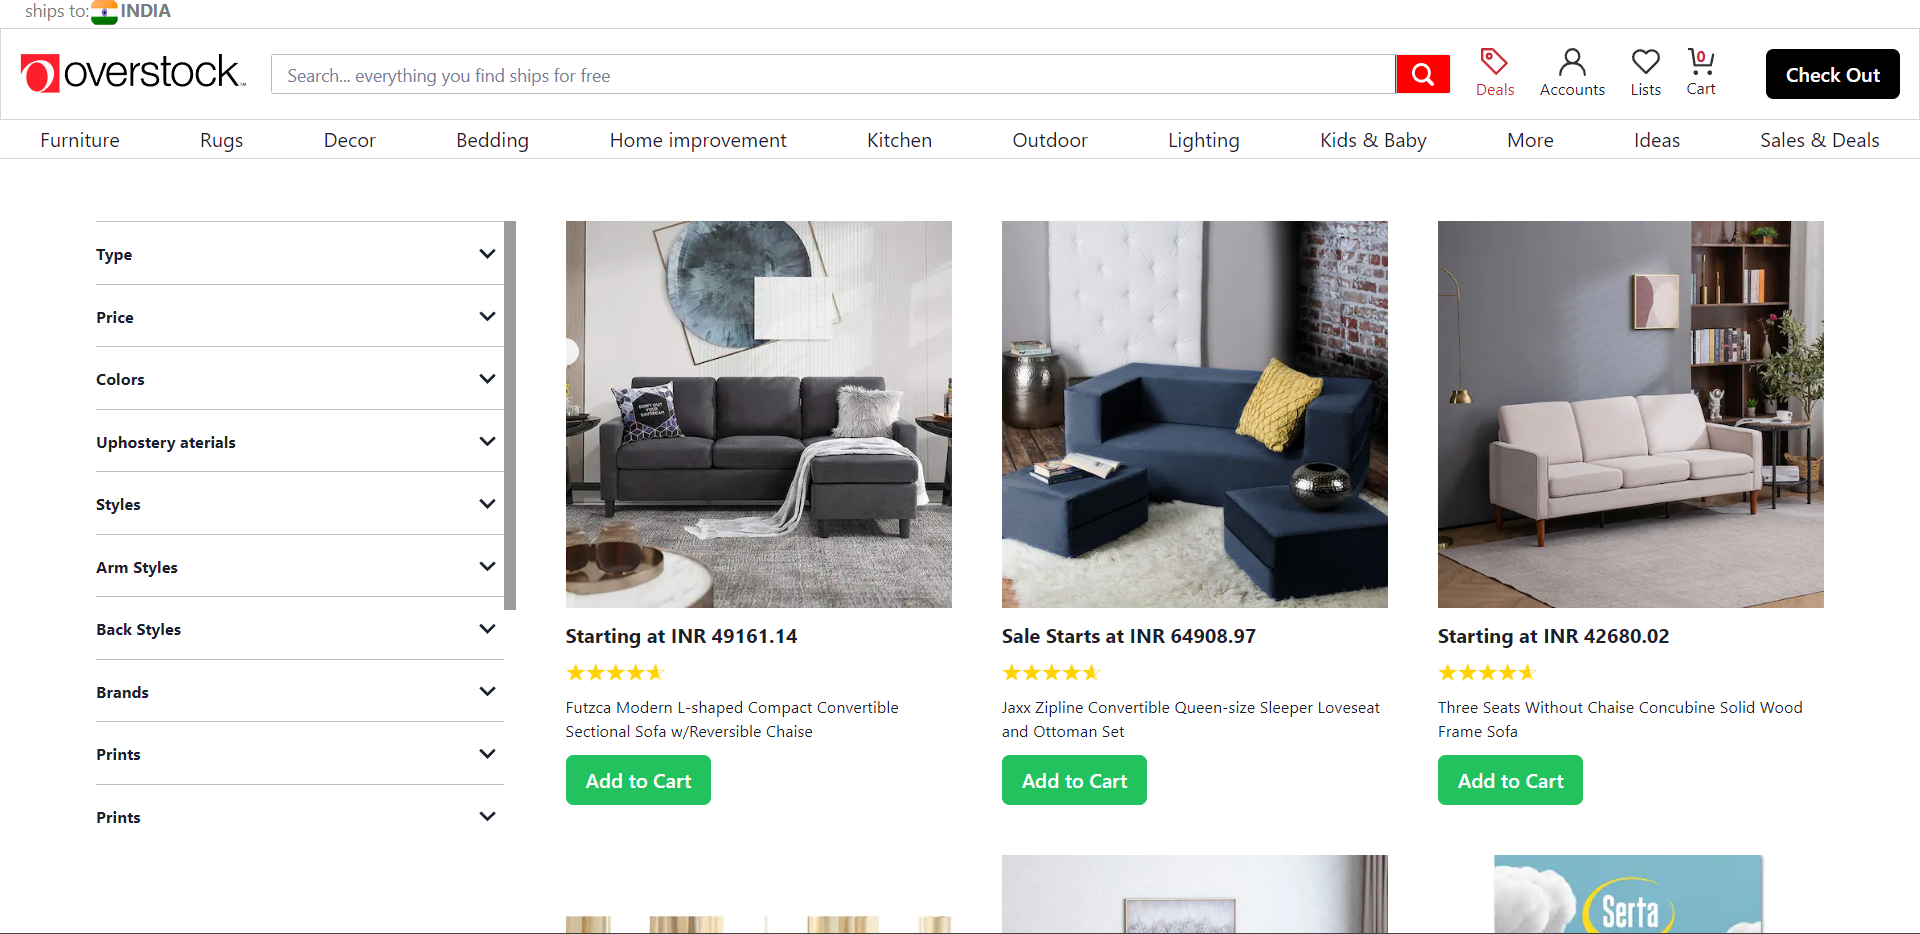 ships to: INDIA
overstock™
Search... everything you find ships for free
Deals
Accounts
Lists
0
Cart
Check Out
Furniture Rugs Decor Bedding Home improvement Kitchen Outdoor Lighting Kids & Baby More Ideas Sales & Deals
Type
Price
Colors
Uphostery aterials
Styles
Arm Styles
Back Styles
Brands
Prints
Prints
DON'T QUIT
YOUR
DAYDREAM
Starting at INR 49161.14
Futzca Modern L-shaped Compact Convertible
Sectional Sofa w/Reversible Chaise
Add to Cart
Sale Starts at INR 64908.97
Jaxx Zipline Convertible Queen-size Sleeper Loveseat
and Ottoman Set
Add to Cart
Starting at INR 42680.02
Three Seats Without Chaise Concubine Solid Wood
Frame Sofa
Add to Cart
Serta